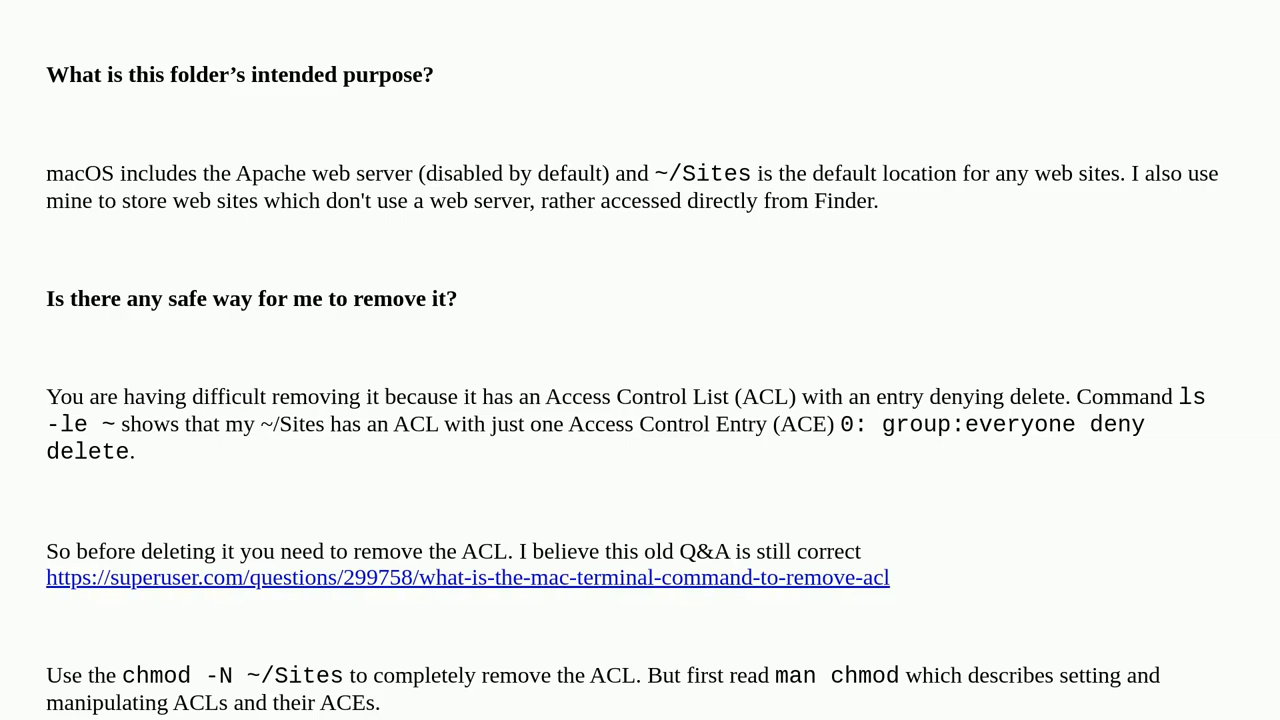 What is this folder’s intended purpose?
macOS includes the Apache web server (disabled by default) and ~/Sites is the default location for any web sites. I also use
mine to store web sites which don't use a web server, rather accessed directly from Finder.
Is there any safe way for me to remove it?
You are having difficult removing it because it has an Access Control List (ACL) with an entry denying delete. Command ls
-le ~ shows that my ~/Sites has an ACL with just one Access Control Entry (ACE) 0: group:everyone deny
delete.
So before deleting it you need to remove the ACL. I believe this old Q&A is still correct
https://superuser.com/questions/299758/what-is-the-mac-terminal-command-to-remove-acl
Use the chmod -N ~/Sites to completely remove the ACL. But first read man chmod which describes setting and
manipulating ACLs and their ACEs.